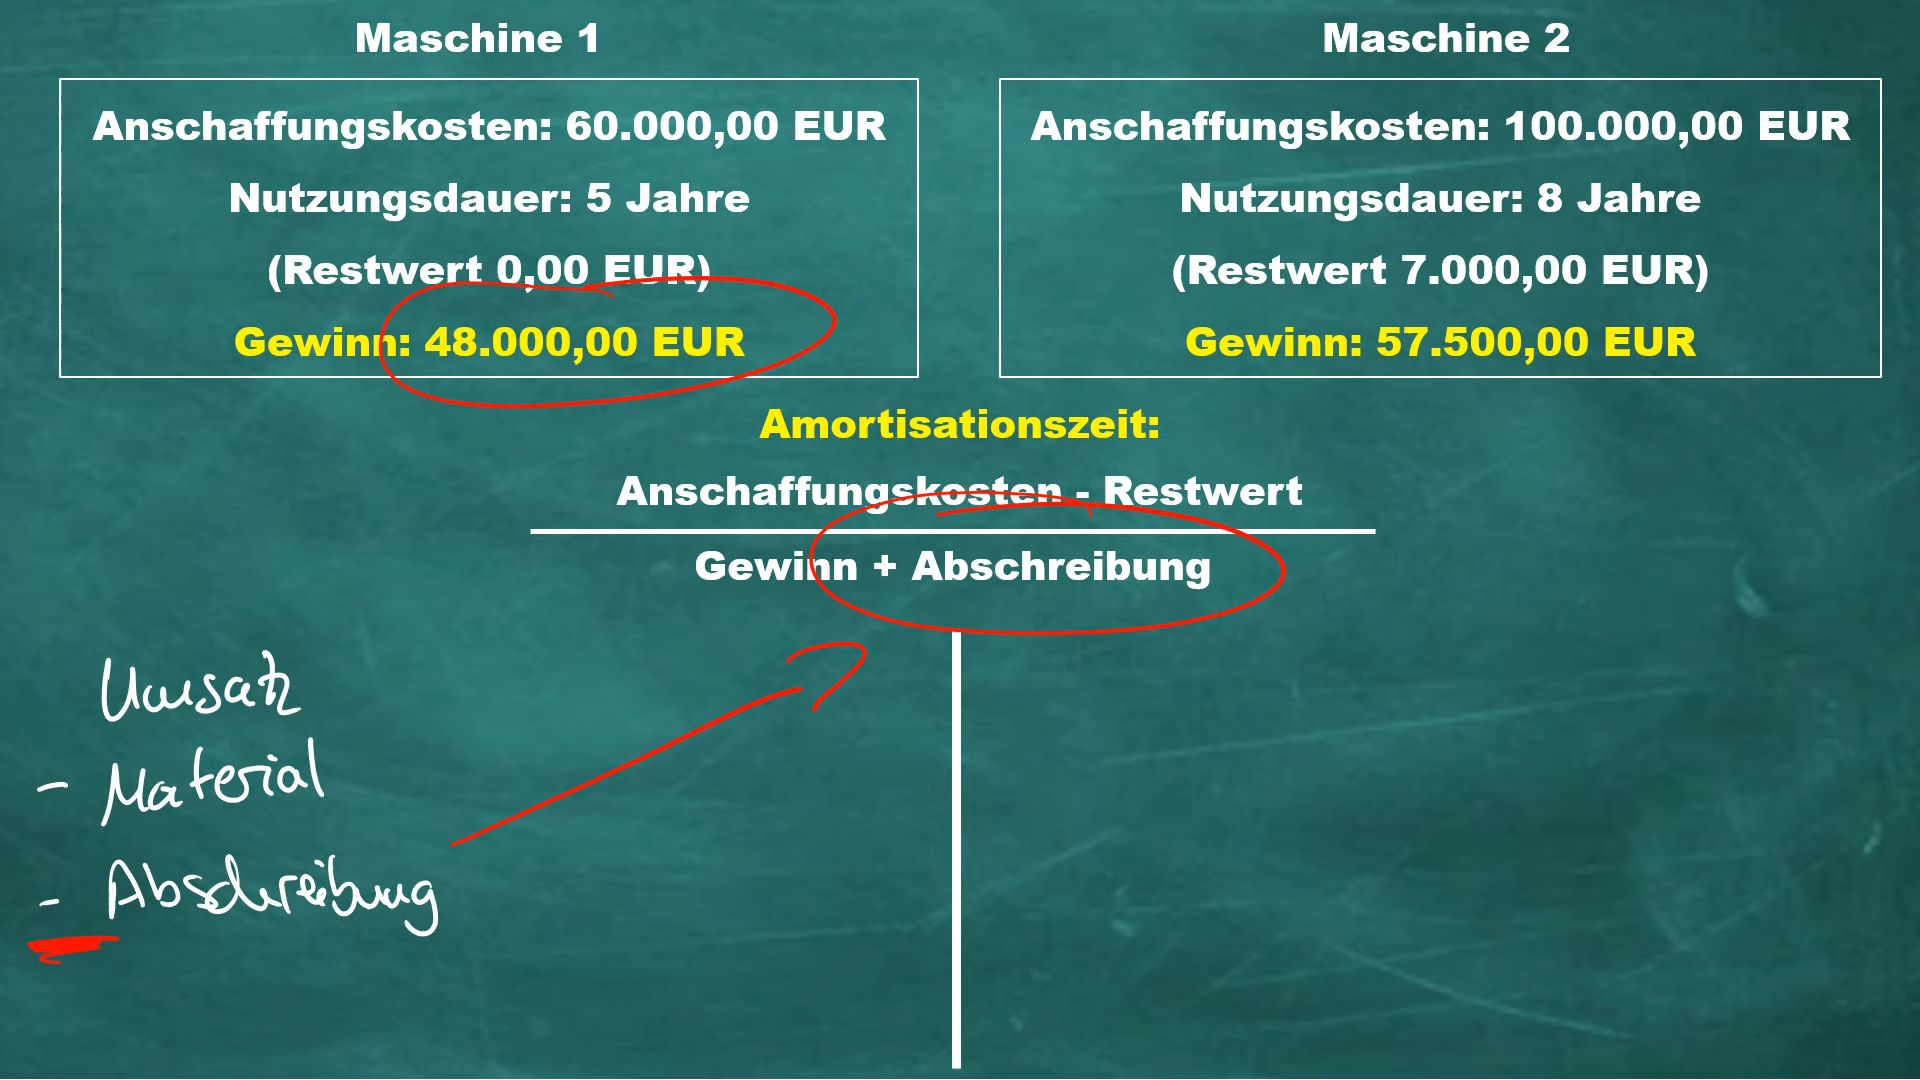 Maschine 1
Anschaffungskosten: 60.000,00 EUR
Nutzungsdauer: 5 Jahre
(Restwert 0,00 EUR)
Gewinn: 48.000,00 EUR
Maschine 2
Anschaffungskosten: 100.000,00 EUR
Nutzungsdauer: 8 Jahre
(Restwert 7.000,00 EUR)
Gewinn: 57.500,00 EUR
Amortisationszeit:
Anschaffungskosten - Restwert
Gewinn + Abschreibung
Umsatz
- Material
- Abschreibung